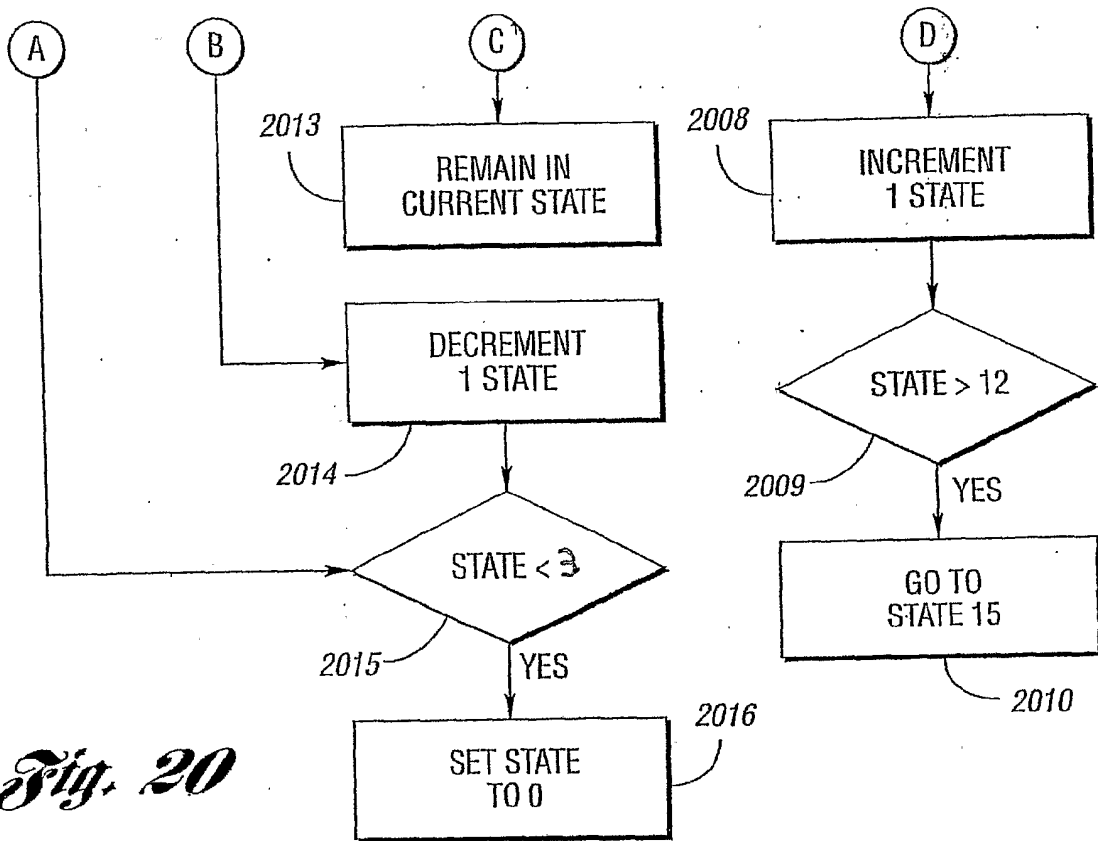 A
B
C
D
2013
REMAIN IN
CURRENT STATE
2008
INCREMENT
1 STATE
DECREMENT
1 STATE
2014
STATE > 12
2009
YES
STATE < 3
2015
YES
GO TO
STATE 15
2010
SET STATE
TO 0
2016
Fig. 20